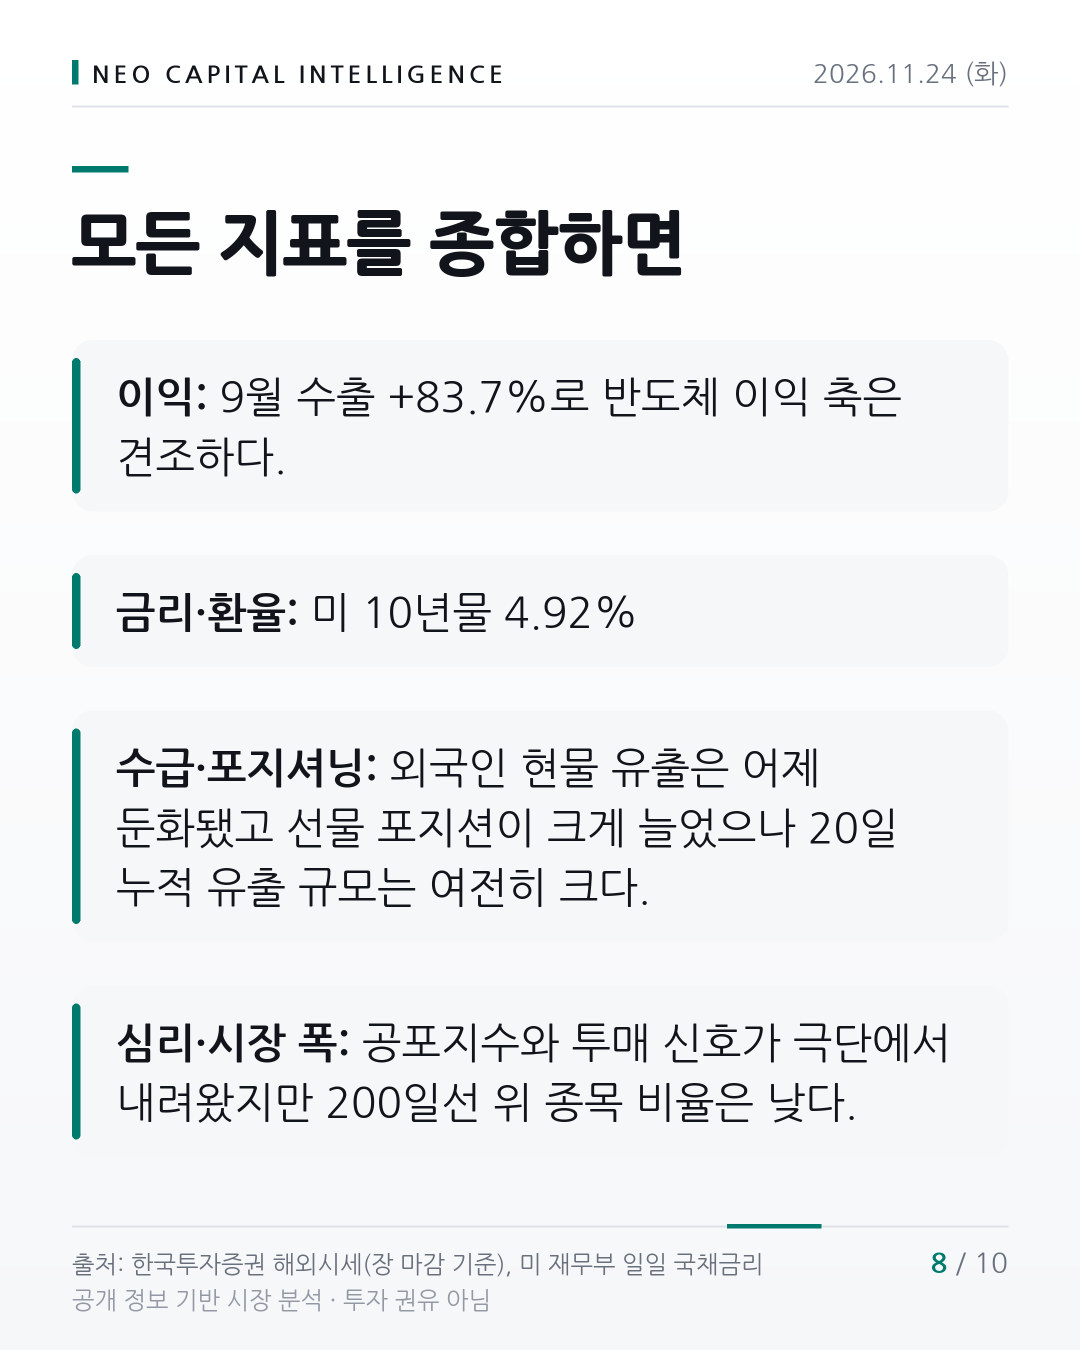 NEO CAPITAL INTELLIGENCE
2026.11.24 (화)
모든 지표를 종합하면
이익: 9월 수출 +83.7%로 반도체 이익 축은
견조하다.
금리·환율: 미 10년물 4.92%
수급·포지셔닝: 외국인 현물 유출은 어제
둔화됐고 선물 포지션이 크게 늘었으나 20일
누적 유출 규모는 여전히 크다.
심리·시장 폭: 공포지수와 투매 신호가 극단에서
내려왔지만 200일선 위 종목 비율은 낮다.
출처: 한국투자증권 해외시세(장 마감 기준), 미 재무부 일일 국채금리
8 / 10
공개 정보 기반 시장 분석 · 투자 권유 아님